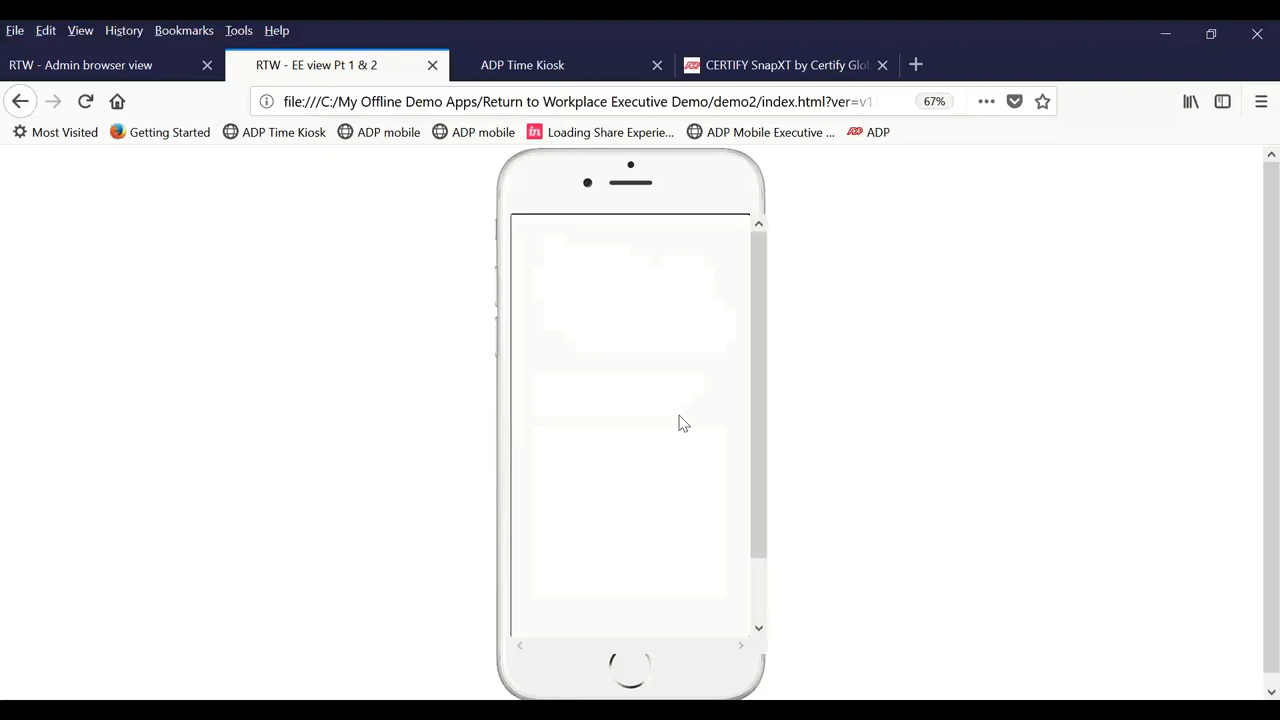 File Edit View History Bookmarks Tools Help
RTW - Admin browser view RTW - EE view Pt 1 & 2 ADP Time Kiosk ADP CERTIFY SnapXT by Certify Glo
file:///C:/My Offline Demo Apps/Return to Workplace Executive Demo/demo2/index.html?ver=v1 67%
Most Visited Getting Started ADP Time Kiosk ADP mobile ADP mobile in Loading Share Experie... ADP Mobile Executive ... ADP ADP